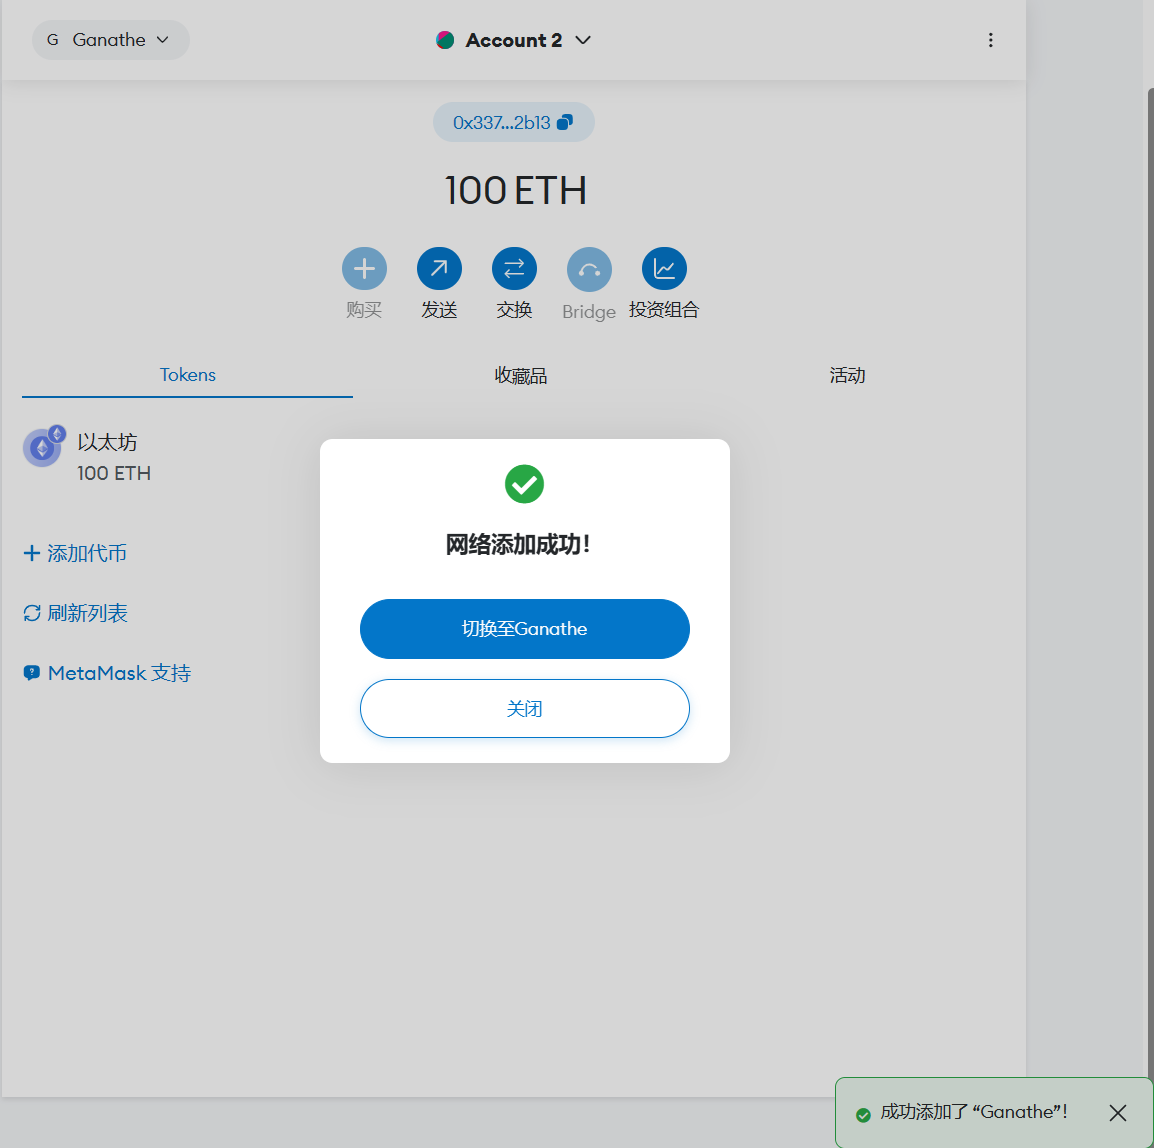 G Ganathe
Account 2
0x337...2b13
100 ETH
购买
发送
交换
Bridge
投资组合
Tokens
收藏品
活动
以太坊
100 ETH
添加代币
刷新列表
MetaMask 支持
网络添加成功！
切换至Ganathe
关闭
成功添加了 “Ganathe”！